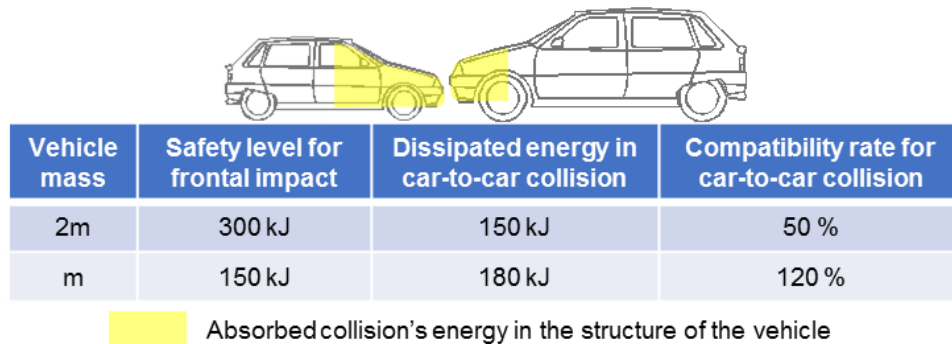 Vehicle mass Safety level for frontal impact Dissipated energy in car-to-car collision Compatibility rate for car-to-car collision
2m 300 kJ 150 kJ 50 %
m 150 kJ 180 kJ 120 %
Absorbed collision's energy in the structure of the vehicle